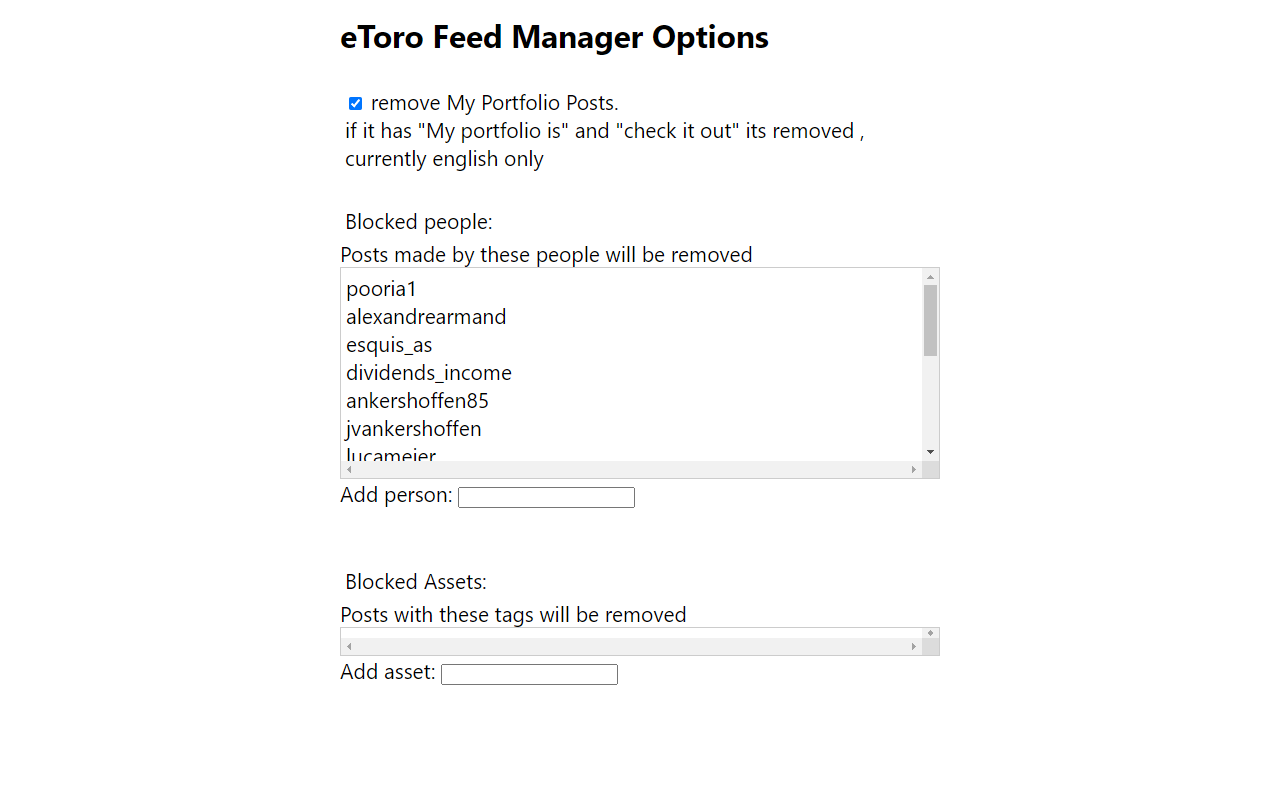 eToro Feed Manager Options
remove My Portfolio Posts.
if it has "My portfolio is" and "check it out" its removed ,
currently english only
Blocked people:
Posts made by these people will be removed
pooria1
alexandrearmand
esquis_as
dividends_income
ankershoffen85
jvankershoffen
lucameier
Add person:
Blocked Assets:
Posts with these tags will be removed
Add asset: